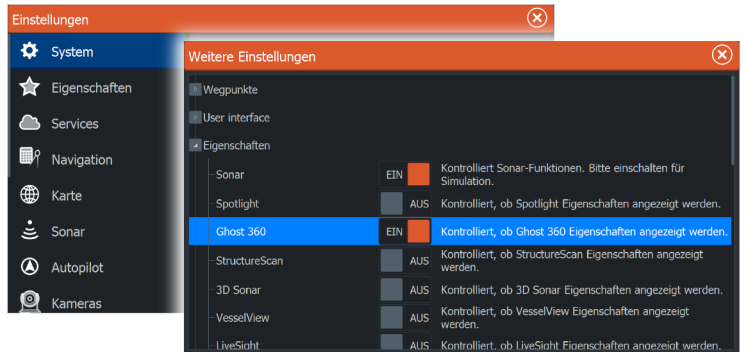 Einstellungen
System
Eigenschaften
Services
Navigation
Karte
Sonar
Autopilot
Kameras
Weitere Einstellungen
Wegpunkte
User interface
Eigenschaften
Sonar EIN Kontrolliert Sonar-Funktionen. Bitte einschalten für
Simulation.
Spotlight AUS Kontrolliert, ob Spotlight Eigenschaften angezeigt werden.
Ghost 360 EIN Kontrolliert, ob Ghost 360 Eigenschaften angezeigt werden.
StructureScan AUS Kontrolliert, ob StructureScan Eigenschaften angezeigt
werden.
3D Sonar AUS Kontrolliert, ob 3D Sonar Eigenschaften angezeigt werden.
VesselView AUS Kontrolliert, ob VesselView Eigenschaften angezeigt
werden.
LiveSight AUS Kontrolliert, ob LiveSight Eigenschaften angezeigt werden.